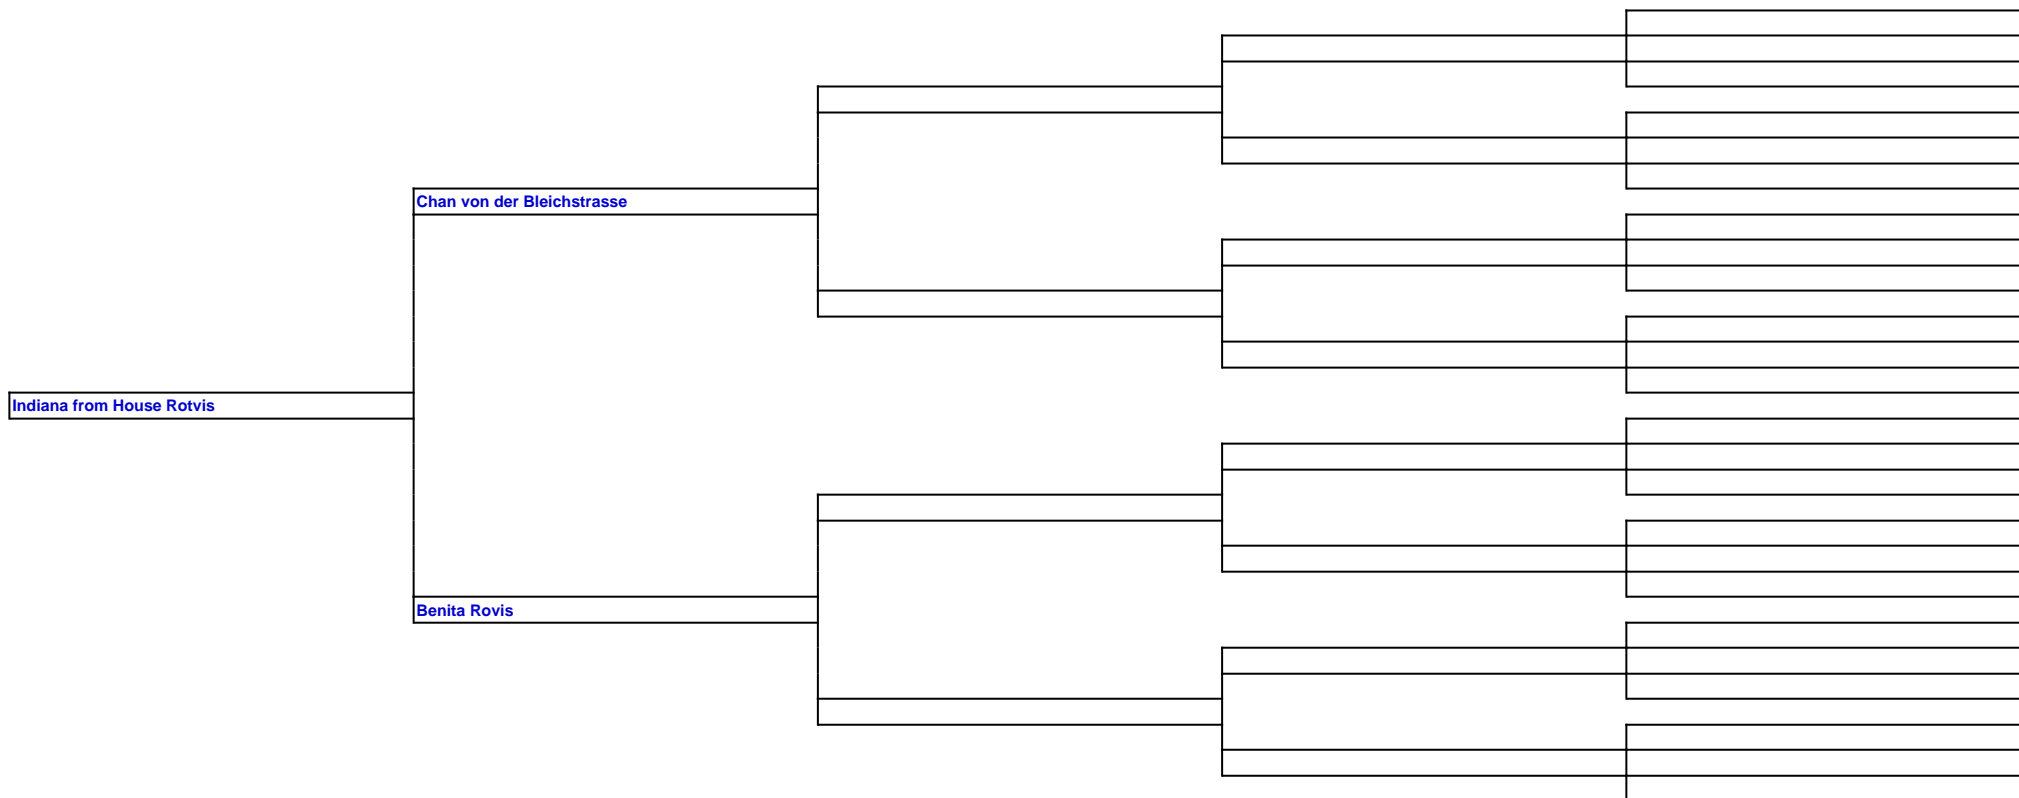 Chan von der Bleichstrasse
Indiana from House Rotvis
Benita Rovis